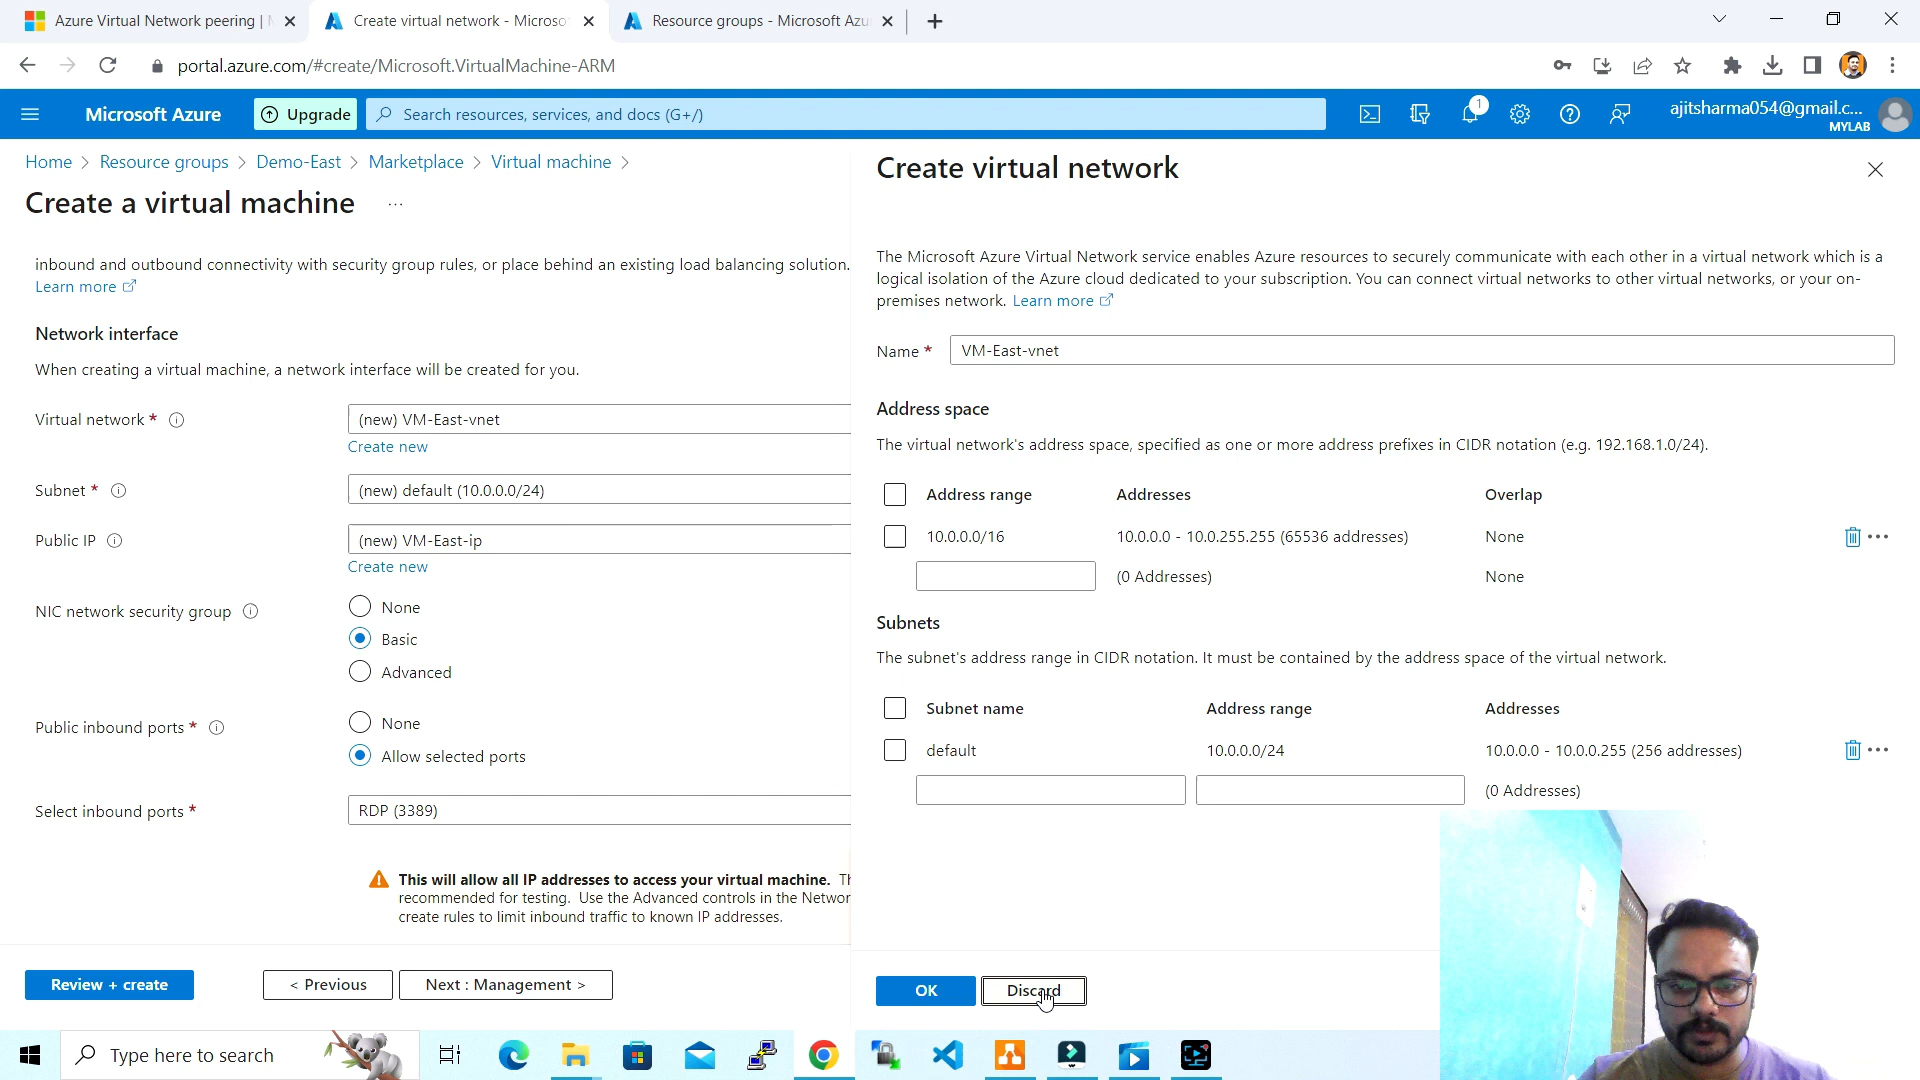 Azure Virtual Network peering |
Create virtual network - Microso
Resource groups - Microsoft Azu
portal.azure.com/#create/Microsoft.VirtualMachine-ARM
Microsoft Azure
Upgrade
Search resources, services, and docs (G+/)
1
ajitsharma054@gmail.c...
MYLAB
Home > Resource groups > Demo-East > Marketplace > Virtual machine >
Create a virtual machine ...
inbound and outbound connectivity with security group rules, or place behind an existing load balancing solution.
Learn more
Network interface
When creating a virtual machine, a network interface will be created for you.
Virtual network *
(new) VM-East-vnet
Create new
Subnet *
(new) default (10.0.0.0/24)
Public IP
(new) VM-East-ip
Create new
NIC network security group
None
Basic
Advanced
Public inbound ports *
None
Allow selected ports
Select inbound ports *
RDP (3389)
This will allow all IP addresses to access your virtual machine.
recommended for testing. Use the Advanced controls in the Networ
create rules to limit inbound traffic to known IP addresses.
Review + create
< Previous
Next : Management >
Create virtual network
The Microsoft Azure Virtual Network service enables Azure resources to securely communicate with each other in a virtual network which is a
logical isolation of the Azure cloud dedicated to your subscription. You can connect virtual networks to other virtual networks, or your on-
premises network. Learn more
Name *
VM-East-vnet
Address space
The virtual network's address space, specified as one or more address prefixes in CIDR notation (e.g. 192.168.1.0/24).
Address range Addresses Overlap
10.0.0.0/16 10.0.0.0 - 10.0.255.255 (65536 addresses) None
(0 Addresses) None
Subnets
The subnet's address range in CIDR notation. It must be contained by the address space of the virtual network.
Subnet name Address range Addresses
default 10.0.0.0/24 10.0.0.0 - 10.0.0.255 (256 addresses)
(0 Addresses)
OK
Discard
Type here to search